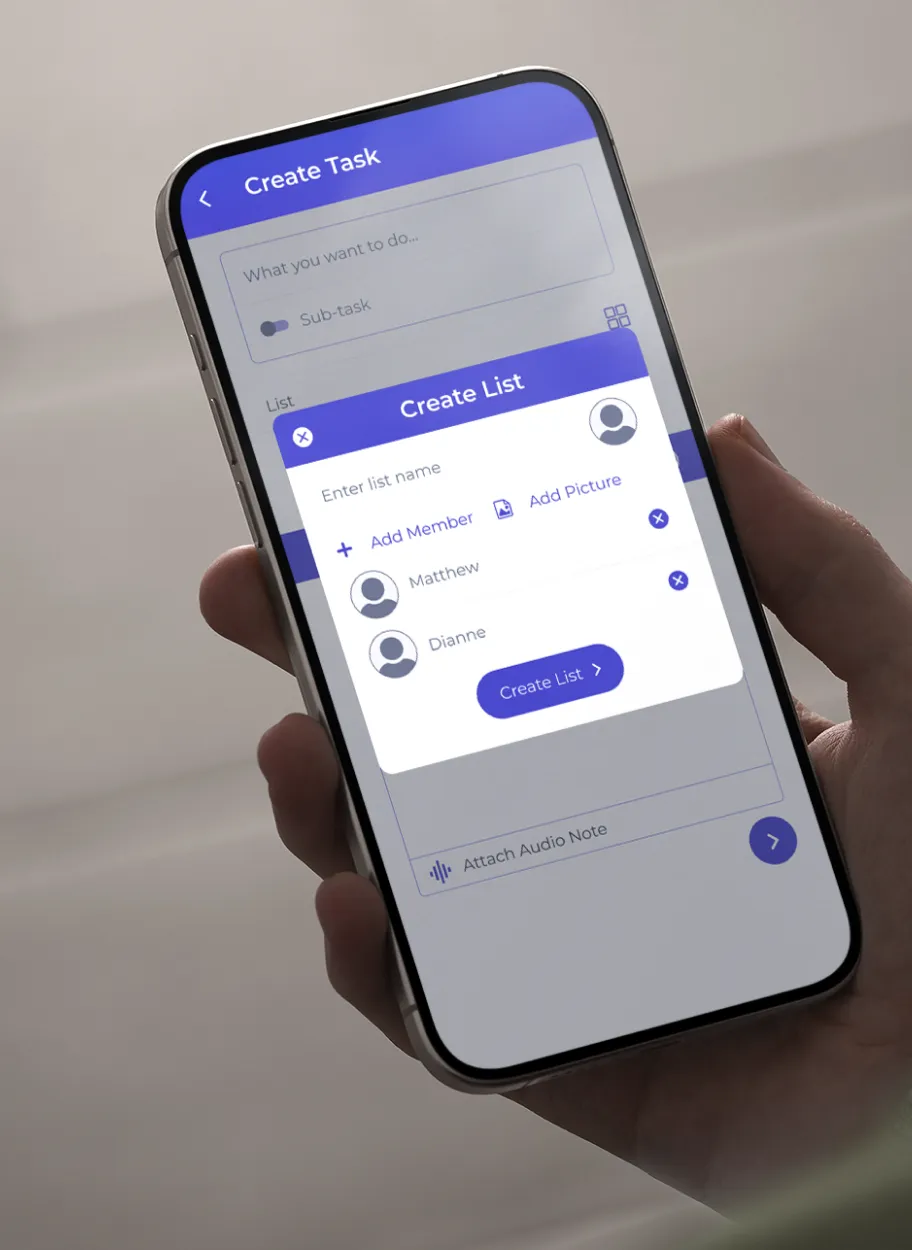 Create Task
What you want to do...
Sub-task
List
Create List
Enter list name
Add Member
Add Picture
Matthew
Dianne
Create List
Attach Audio Note